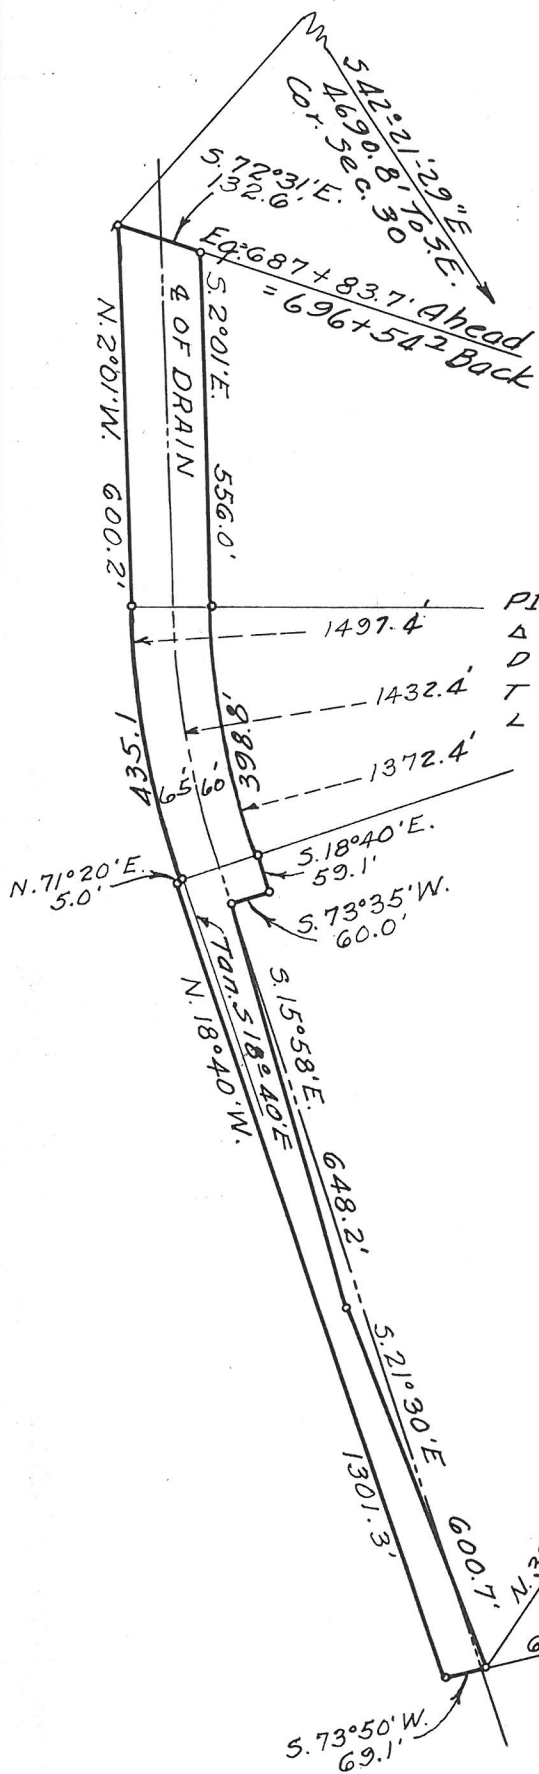 S 42°-21'-29"E
4690.8' To S.E.
Cor. Sec. 30
S. 72°31'E.
132.6'
Eq.=687+83.7' Ahead
=696+54² Back
N. 2°01'W. 600.2'
℄ OF DRAIN
S. 2°01'E. 556.0'
PI
Δ
D
T
L
1497.4'
1432.4'
1372.4'
435.1
398.8'
65' 60'
N. 71°20'E.
5.0'
S. 18°40'E.
59.1'
S. 73°35'W.
60.0'
Tan. S 18°40'E
N. 18°40'W. 1301.3'
S. 15°58'E. 648.2'
S. 21°30'E 600.7'
S. 73°50'W.
69.1'